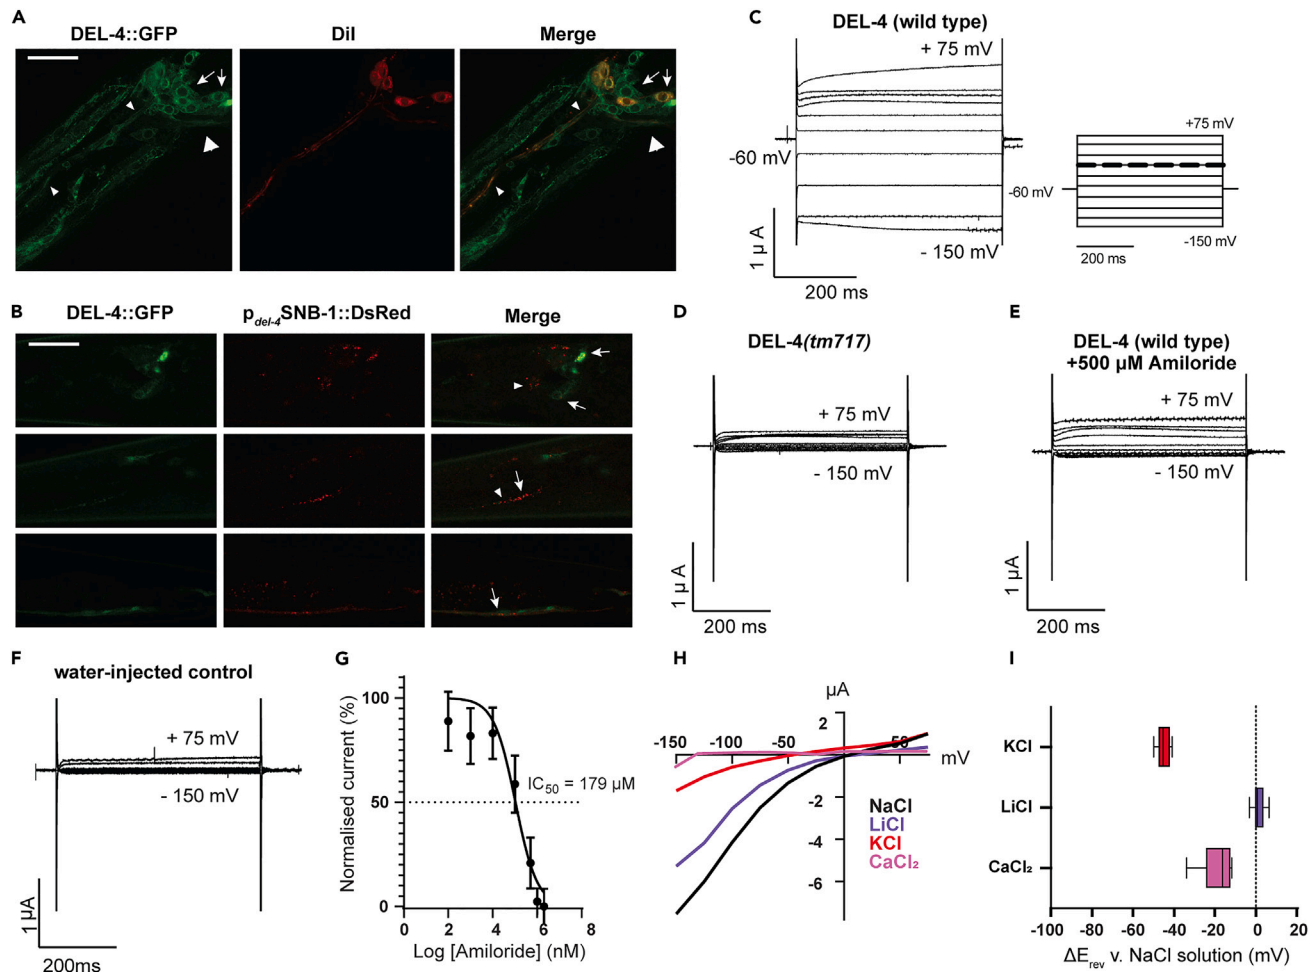 A
DEL-4::GFP
DiI
Merge
B
DEL-4::GFP
pdel-4SNB-1::DsRed
Merge
C
DEL-4 (wild type)
+ 75 mV
-60 mV
- 150 mV
1 µ A
200 ms
+75 mV
-60 mV
-150 mV
200 ms
D
DEL-4(tm717)
+ 75 mV
- 150 mV
1 µ A
200 ms
E
DEL-4 (wild type)
+500 µM Amiloride
+ 75 mV
- 150 mV
1 µA
200 ms
F
water-injected control
+ 75 mV
- 150 mV
1µA
200ms
G
Normalised current (%)
100
50
0
IC50 = 179 µM
0 2 4 6 8
Log [Amiloride] (nM)
H
µA
2
-150 -100 -50 50
mV
-2
-4
-6
NaCl
LiCl
KCl
CaCl₂
I
KCl
LiCl
CaCl₂
-100 -80 -60 -40 -20 0 20
ΔErev v. NaCl solution (mV)